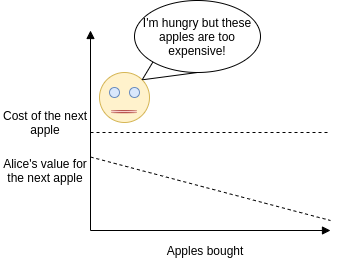 I'm hungry but these
apples are too
expensive!
Cost of the next
apple
Alice's value for
the next apple
Apples bought